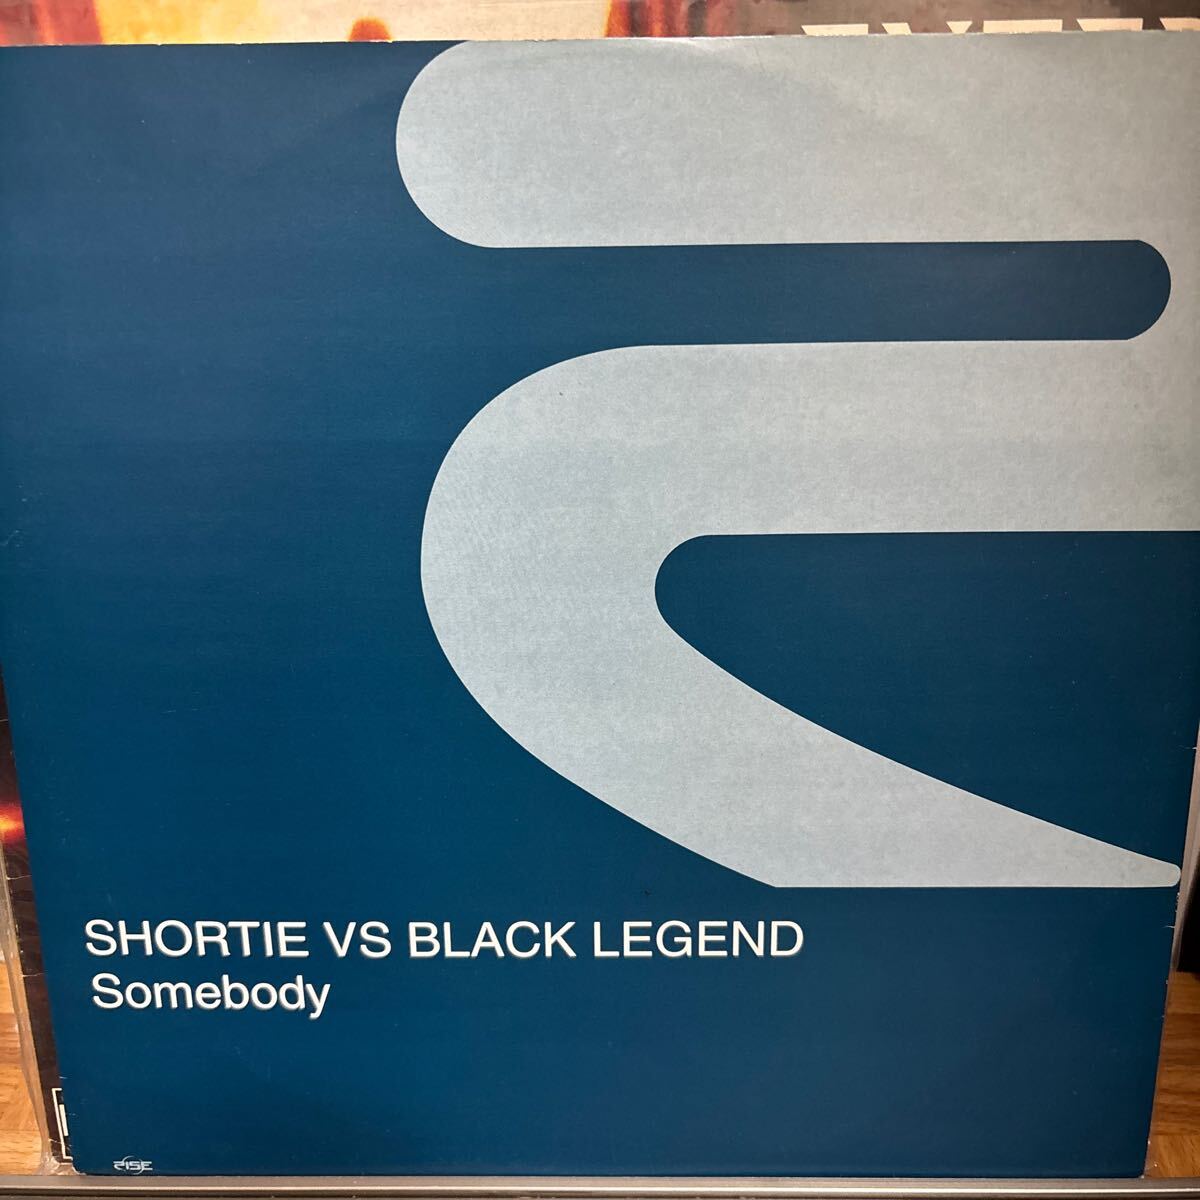 SHORTIE VS BLACK LEGEND
Somebody
RISE